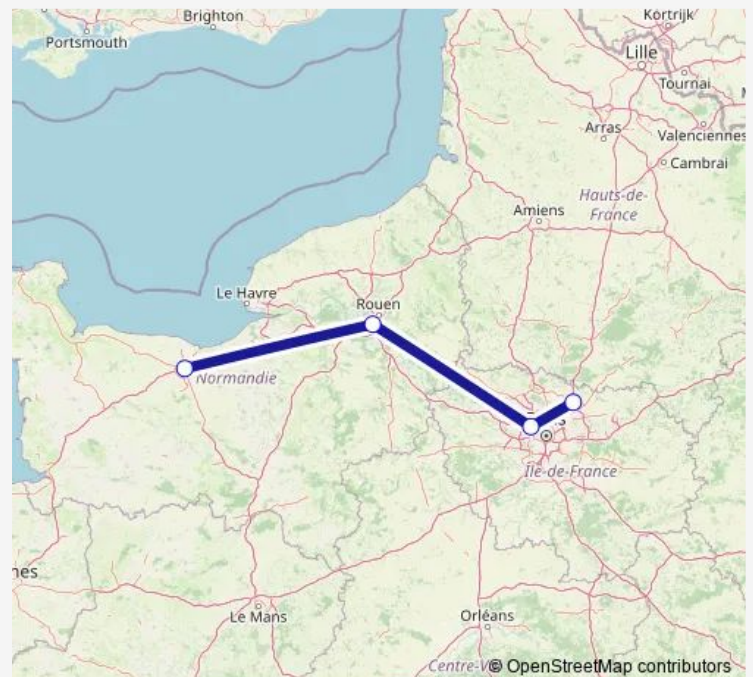 Brighton
Portsmouth
Kortrijk
Lille
Tournai
Arras
Valenciennes
Cambrai
Hauts-de-
France
Amiens
Le Havre
Rouen
Normandie
Île-de-France
Le Mans
Orléans
© OpenStreetMap contributors